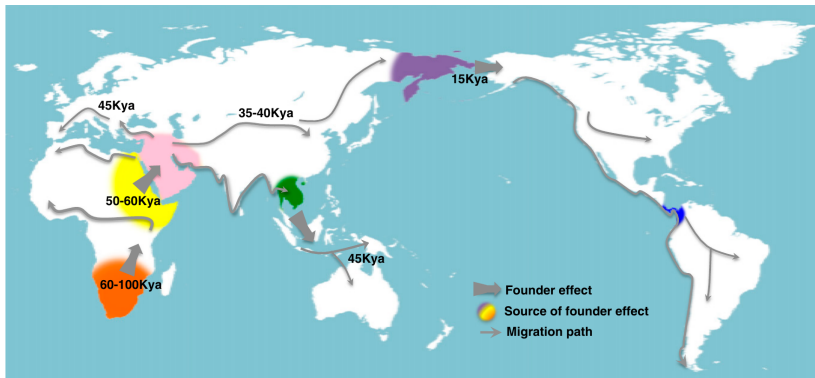 15Kya
45Kya
35-40Kya
50-60Kya
45Kya
60-100Kya
Founder effect
Source of founder effect
Migration path